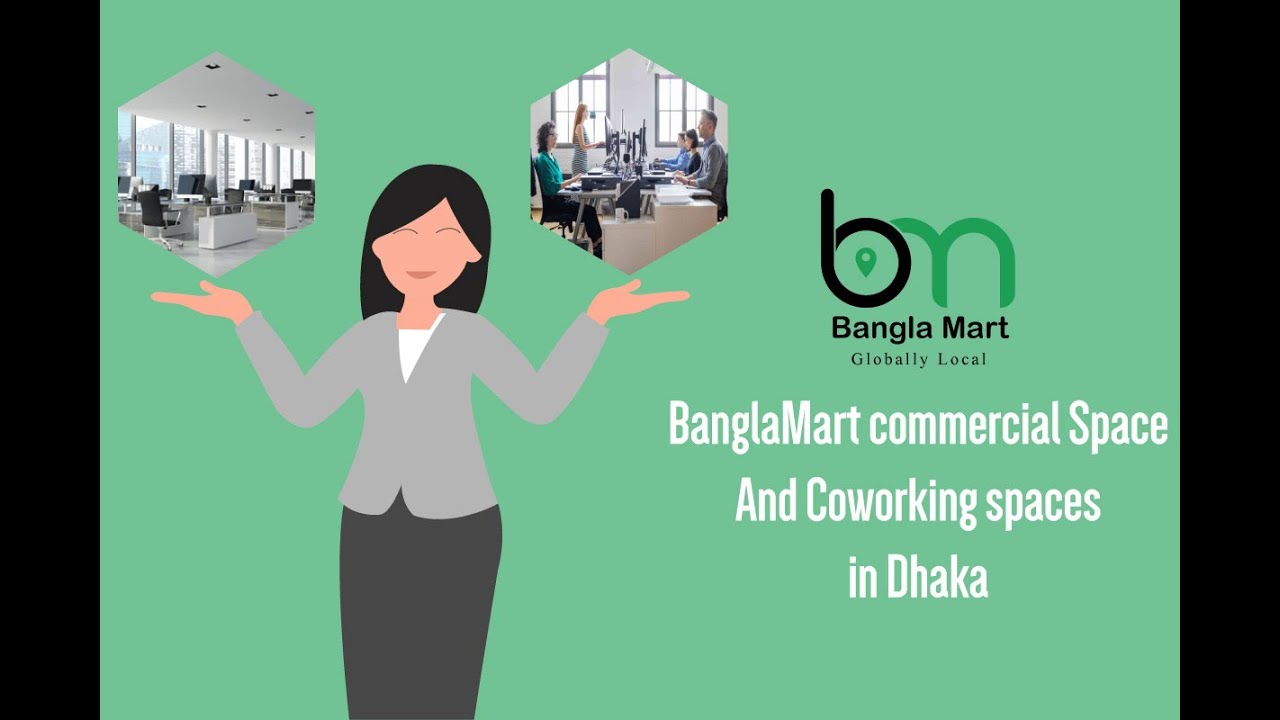 bm
Bangla Mart
Globally Local
BanglaMart commercial Space
And Coworking spaces
in Dhaka